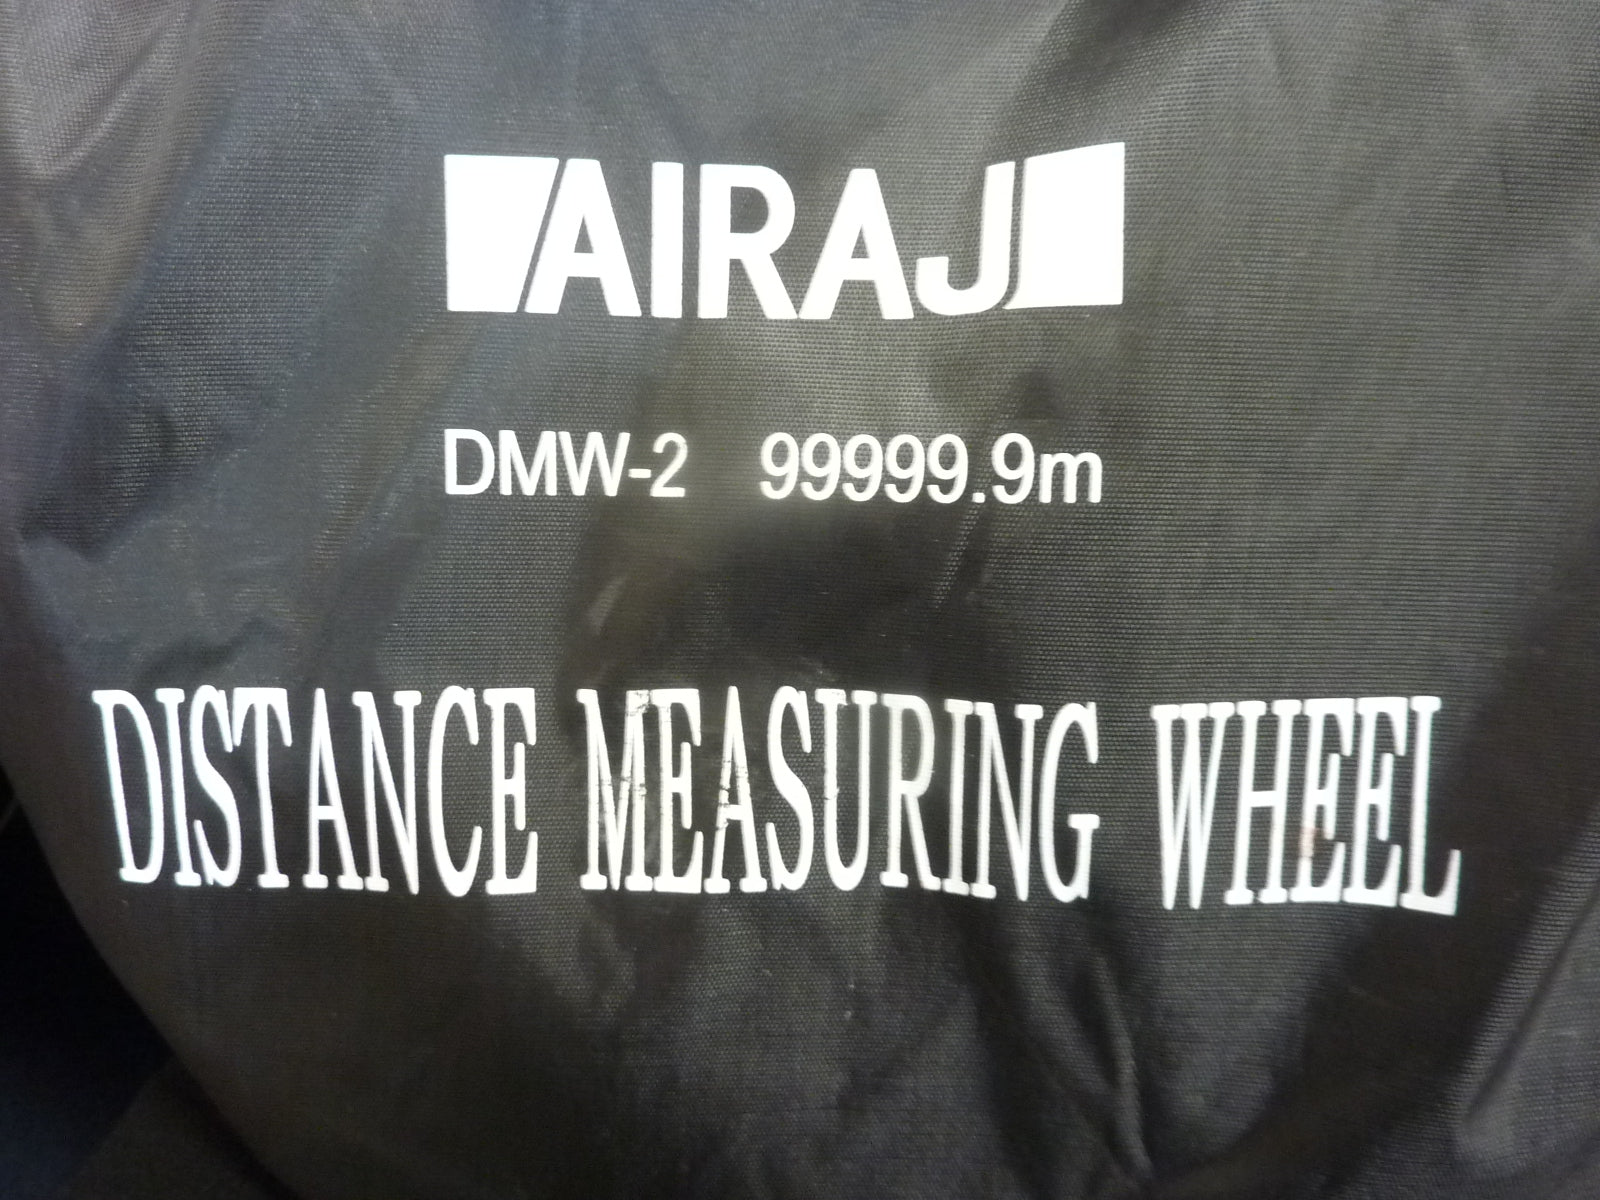 AIRAJ
DMW-2 99999.9m
DISTANCE MEASURING WHEEL